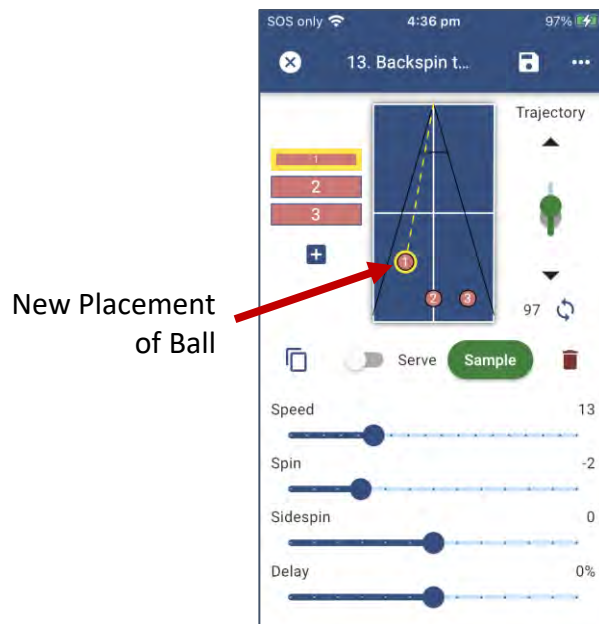 SOS only 4:36 pm 97%
13. Backspin t...
Trajectory
1
2
3
1
2 3
97
New Placement
of Ball
Serve Sample
Speed 13
Spin -2
Sidespin 0
Delay 0%